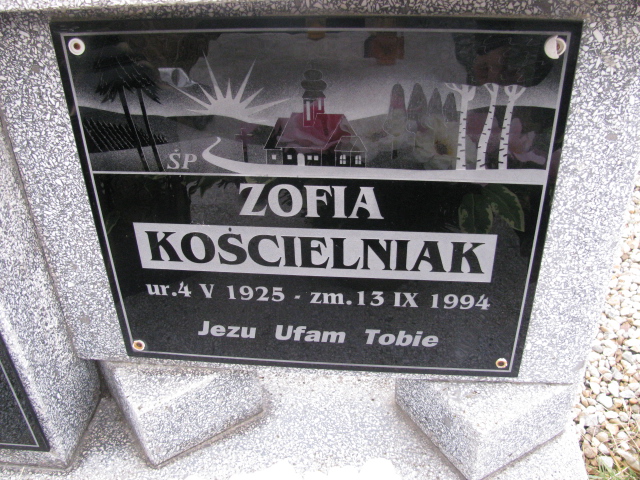 ŚP
ZOFIA
KOŚCIELNIAK
ur.4 V 1925 - zm.13 IX 1994
Jezu Ufam Tobie